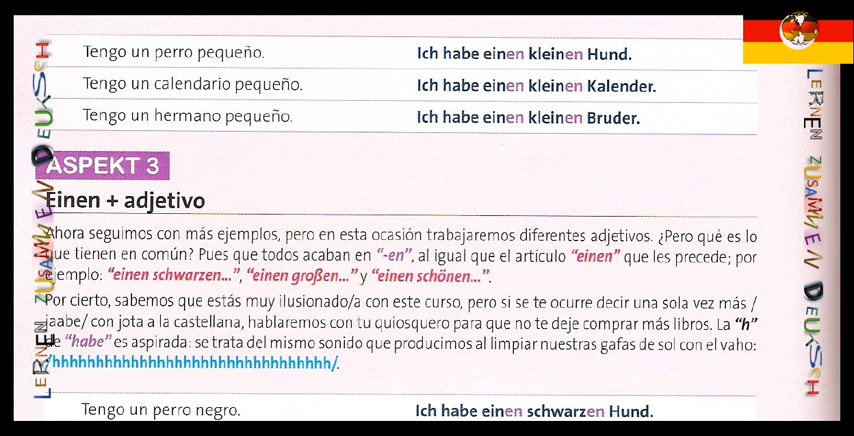 Tengo un perro pequeño. Ich habe einen kleinen Hund.
Tengo un calendario pequeño. Ich habe einen kleinen Kalender.
Tengo un hermano pequeño. Ich habe einen kleinen Bruder.
ASPEKT 3
Einen + adjetivo
Ahora seguimos con más ejemplos, pero en esta ocasión trabajaremos diferentes adjetivos. ¿Pero qué es lo
que tienen en común? Pues que todos acaban en "-en", al igual que el artículo "einen" que les precede; por
ejemplo: "einen schwarzen...", "einen großen..." y "einen schönen...".
Por cierto, sabemos que estás muy ilusionado/a con este curso, pero si se te ocurre decir una sola vez más /
jaabe/ con jota a la castellana, hablaremos con tu quiosquero para que no te deje comprar más libros. La "h"
de "habe" es aspirada: se trata del mismo sonido que producimos al limpiar nuestras gafas de sol con el vaho:
/hhhhhhhhhhhhhhhhhhhhhhhhhhhhhhhh/.
Tengo un perro negro. Ich habe einen schwarzen Hund.
LERNEN ZUSAMMEN DEUKSCH
LERNEN ZUSAMMEN DEUKSCH